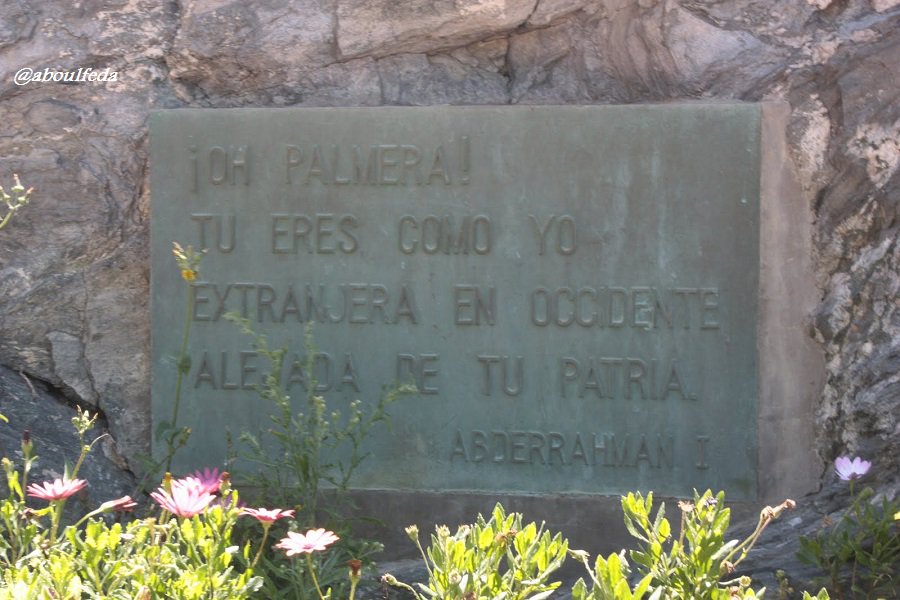 @aboulfeda
¡OH PALMERA!
TU ERES COMO YO
EXTRANJERA EN OCCIDENTE
ALEJADA DE TU PATRIA.
ABDERRAHMAN I